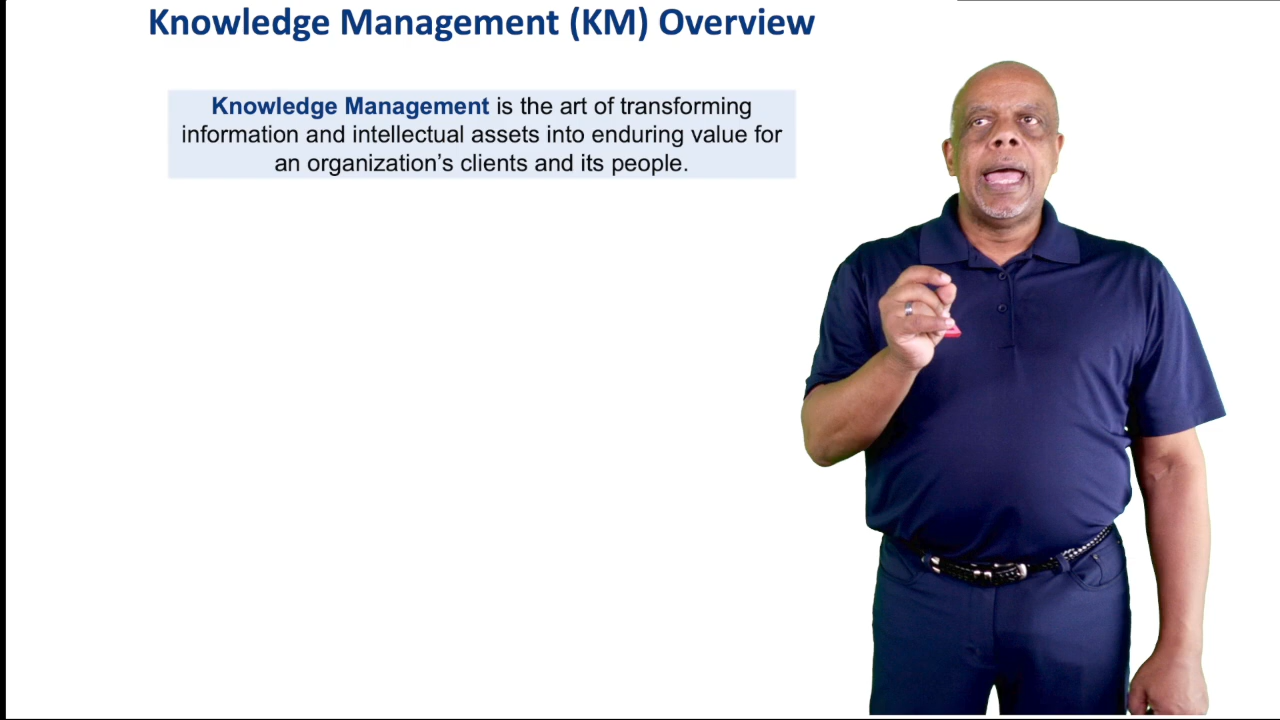 Knowledge Management (KM) Overview
Knowledge Management is the art of transforming
information and intellectual assets into enduring value for
an organization’s clients and its people.